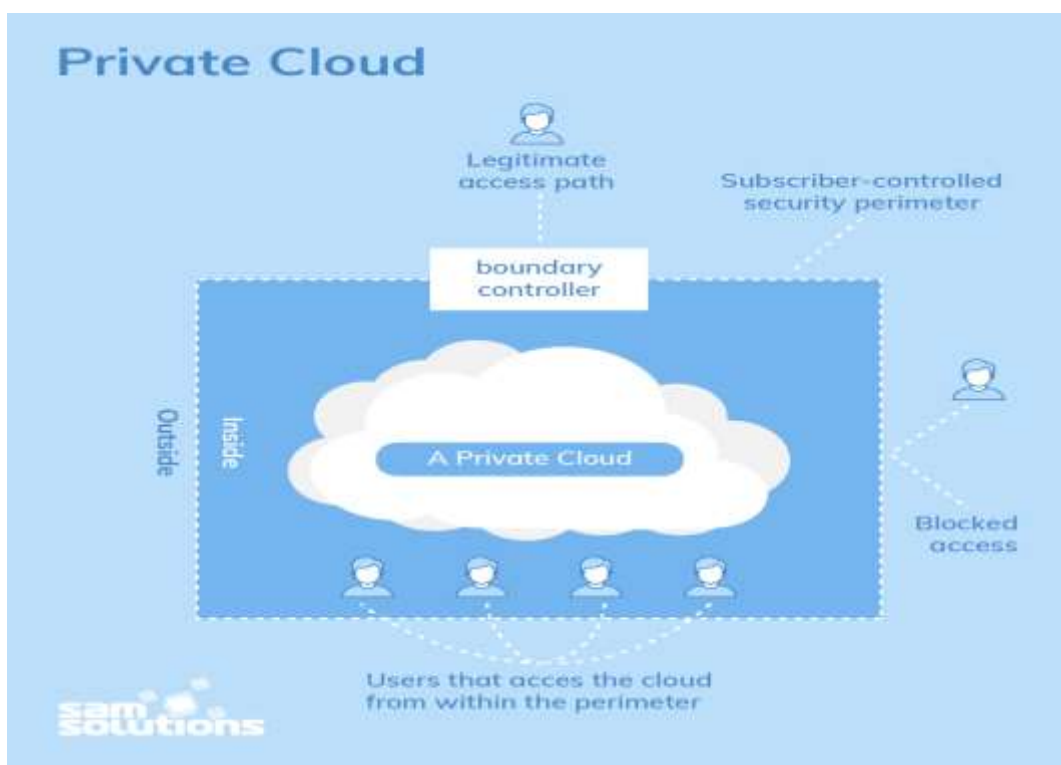 Private Cloud
Legitimate
access path
Subscriber-controlled
security perimeter
boundary
controller
Outside
Inside
A Private Cloud
Blocked
access
Users that acces the cloud
from within the perimeter
sam
solutions